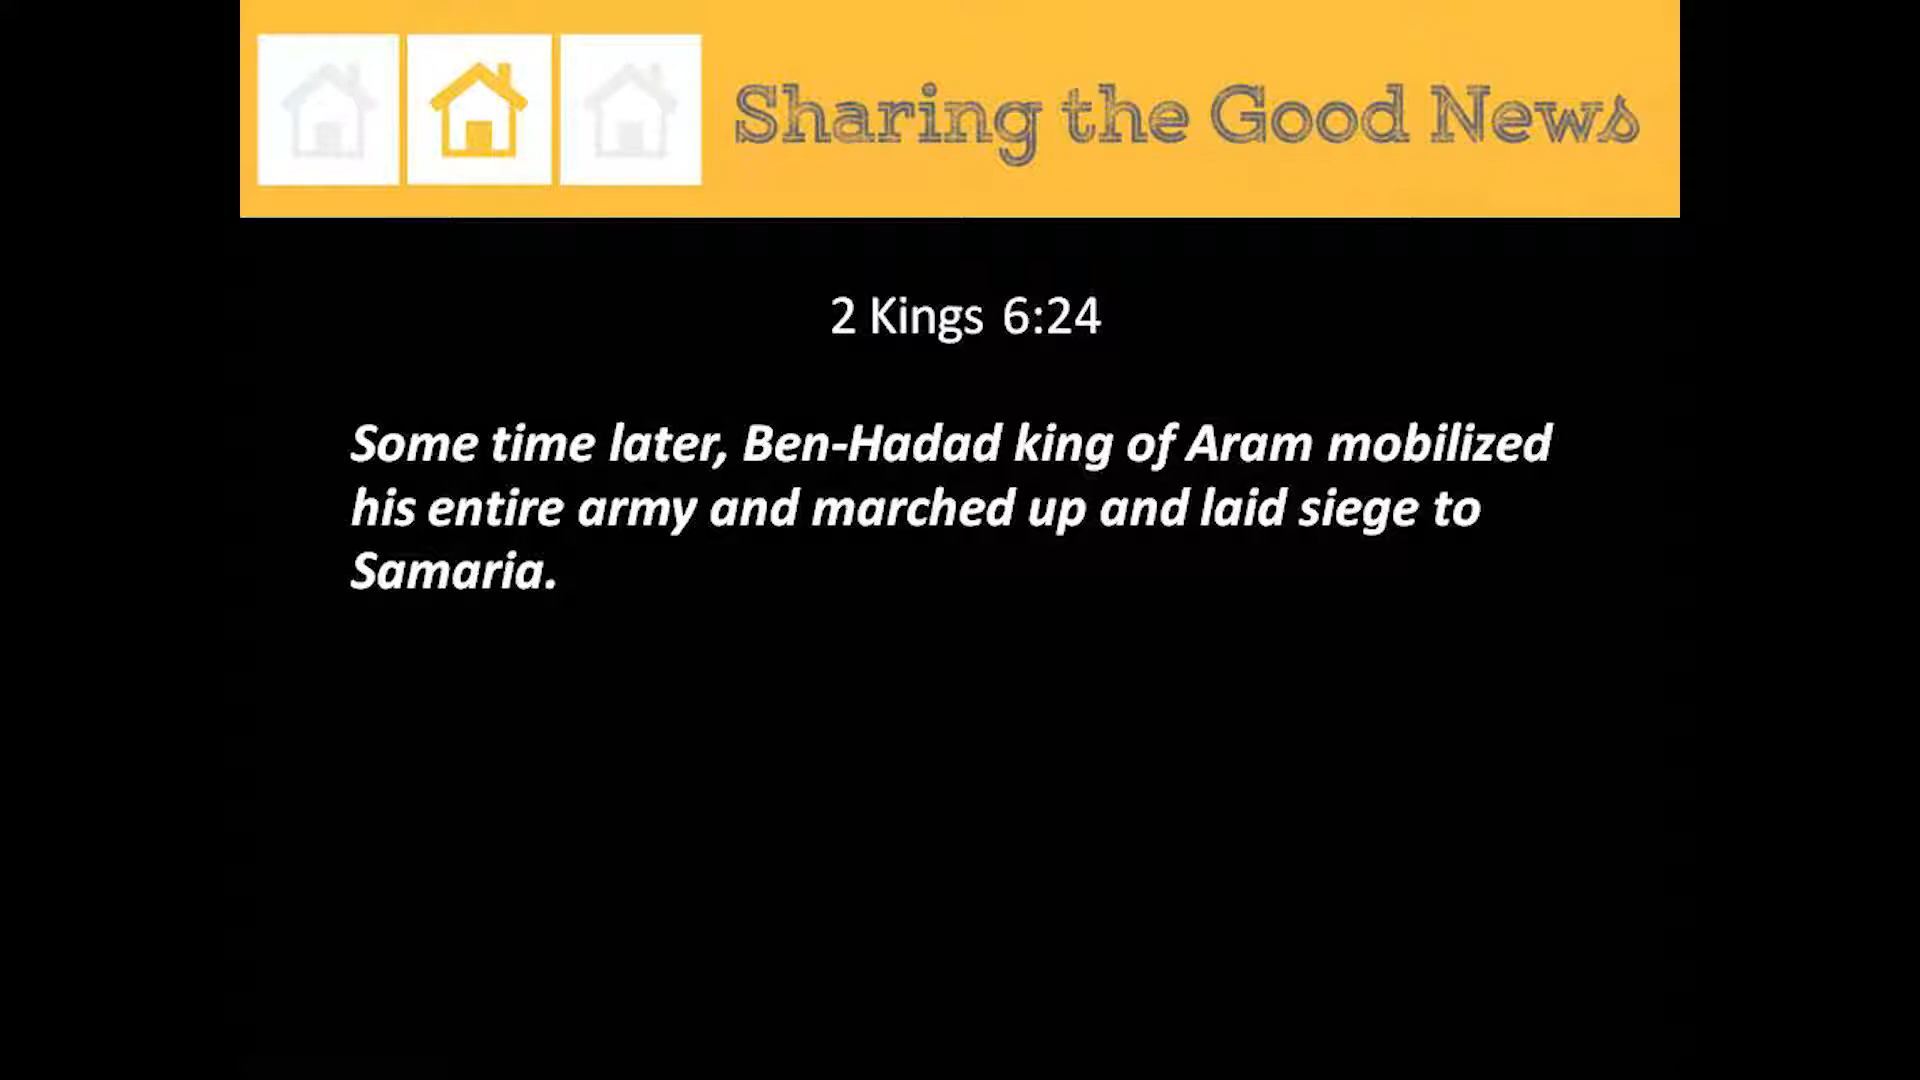 Sharing the Good News
2 Kings 6:24
Some time later, Ben-Hadad king of Aram mobilized
his entire army and marched up and laid siege to
Samaria.